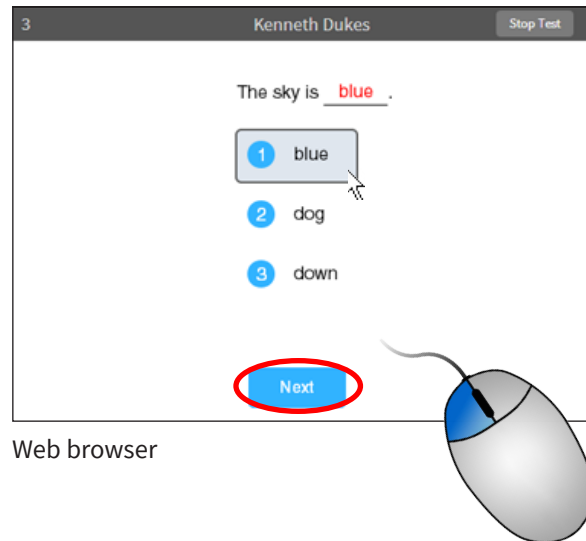 3 Kenneth Dukes Stop Test
The sky is blue.
1 blue
2 dog
3 down
Next
Web browser